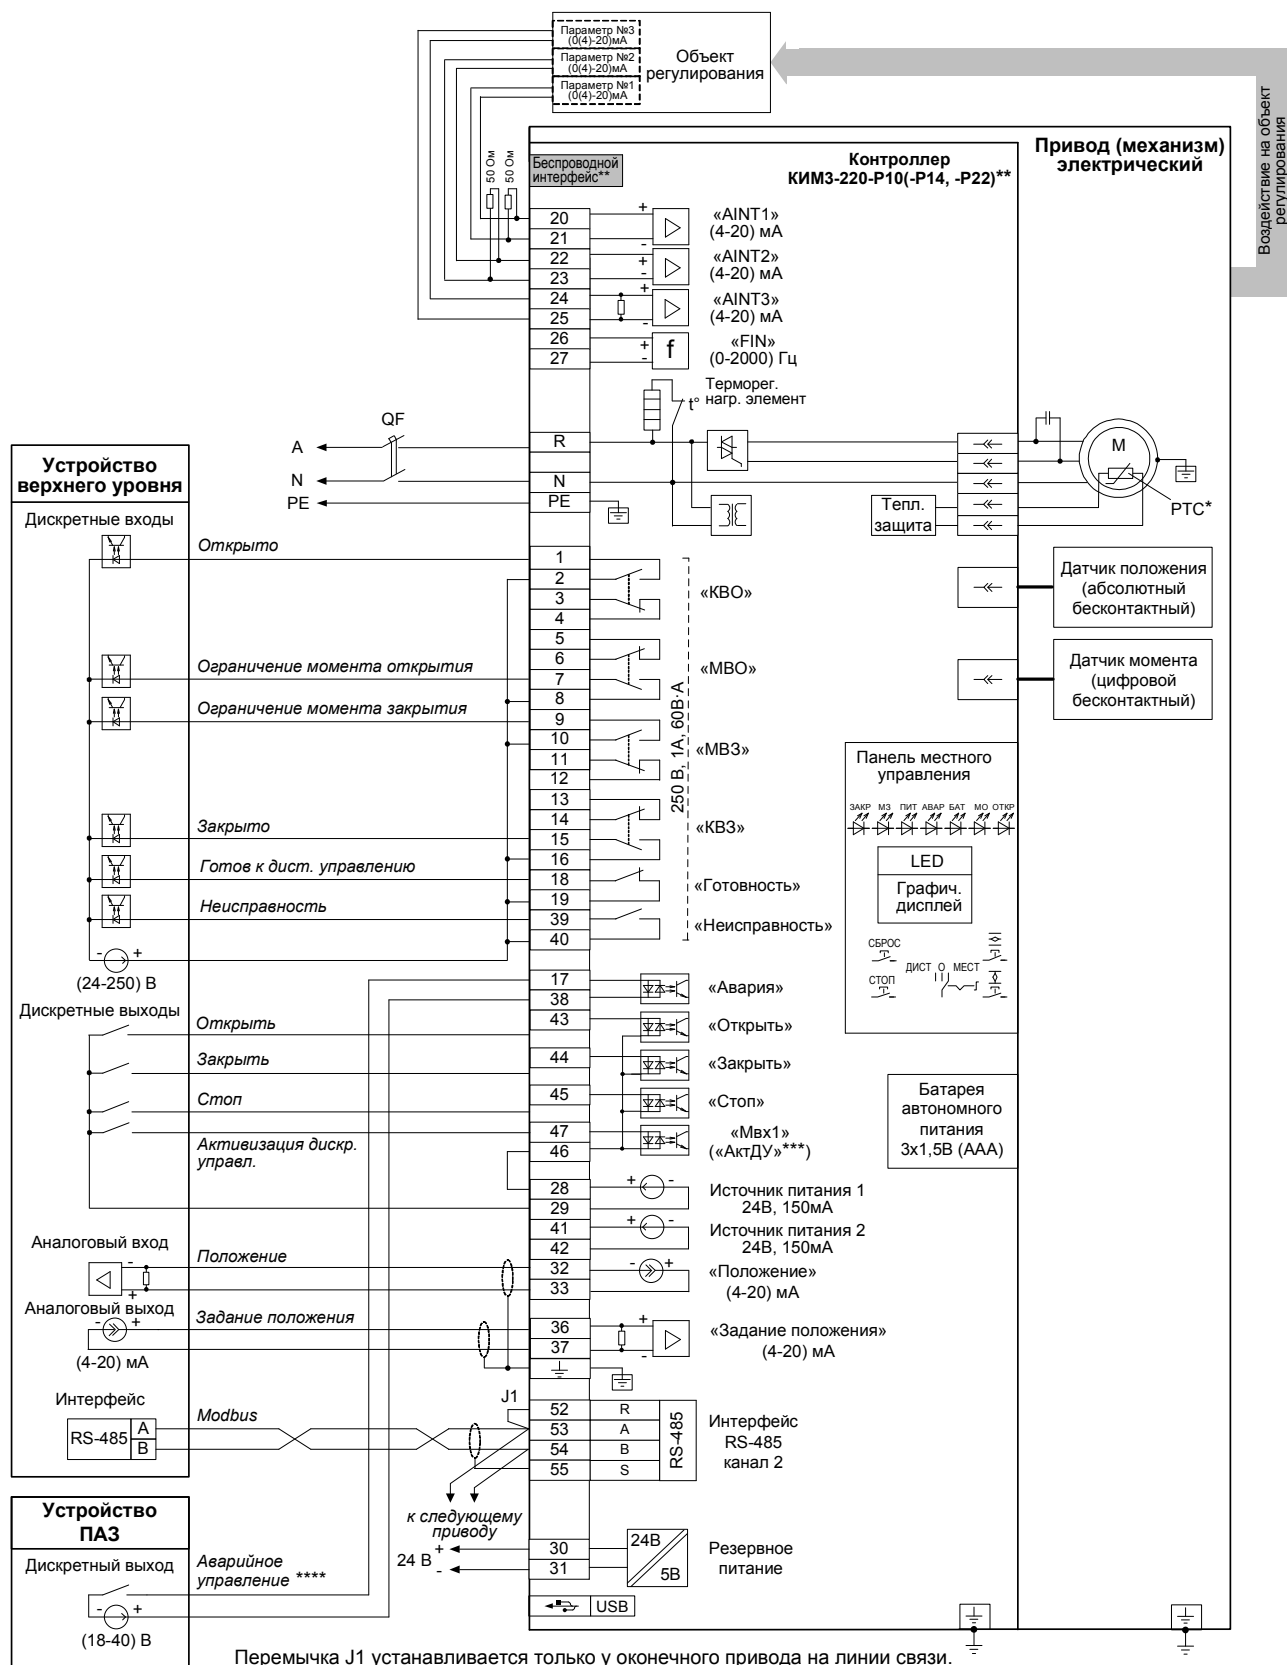 Параметр №3
(0(4)-20)мА
Параметр №2
(0(4)-20)мА
Параметр №1
(0(4)-20)мА
Объект
регулирования
Воздействие на объект
регулирования
50 Ом
50 Ом
Беспроводной
интерфейс**
Контроллер
КИМ3-220-Р10(-Р14, -Р22)**
Привод (механизм)
электрический
20
21
22
23
24
25
26
27
+
-
«AINT1»
(4-20) мА
+
-
«AINT2»
(4-20) мА
+
-
«AINT3»
(4-20) мА
+
-
f
«FIN»
(0-2000) Гц
t°
Терморег.
нагр. элемент
QF
A
N
PE
R
N
PE
M
PTC*
Тепл.
защита
Устройство
верхнего уровня
Дискретные входы
Открыто
Ограничение момента открытия
Ограничение момента закрытия
Закрыто
Готов к дист. управлению
Неисправность
- +
(24-250) В
1
2
3
4
5
6
7
8
9
10
11
12
13
14
15
16
18
19
39
40
«КВО»
«МВО»
«МВЗ»
«КВЗ»
«Готовность»
«Неисправность»
250 В, 1А, 60В·А
Датчик положения
(абсолютный
бесконтактный)
Датчик момента
(цифровой
бесконтактный)
Панель местного
управления
ЗАКР МЗ ПИТ АВАР БАТ МО ОТКР
LED
Графич.
дисплей
СБРОС
СТОП
ДИСТ О МЕСТ
Дискретные выходы
Открыть
Закрыть
Стоп
Активизация дискр.
управл.
17
38
43
44
45
47
46
28
29
41
42
32
33
36
37
«Авария»
«Открыть»
«Закрыть»
«Стоп»
«Мвх1»
(«АктДУ»***)
Батарея
автономного
питания
3х1,5В (ААА)
+ -
Источник питания 1
24В, 150мА
+ -
Источник питания 2
24В, 150мА
- +
«Положение»
(4-20) мА
+
-
«Задание положения»
(4-20) мА
Аналоговый вход
-
+
Положение
Аналоговый выход
- +
Задание положения
(4-20) мА
Интерфейс
RS-485
A
B
Modbus
J1
52 R
53 A
54 B
55 S
RS-485
Интерфейс
RS-485
канал 2
к следующему
приводу
Устройство
ПАЗ
Дискретный выход
Аварийное
управление ****
- +
(18-40) В
24 В
+
-
30
31
24В
5В
Резервное
питание
USB
Перемычка J1 устанавливается только у оконечного привода на линии связи.